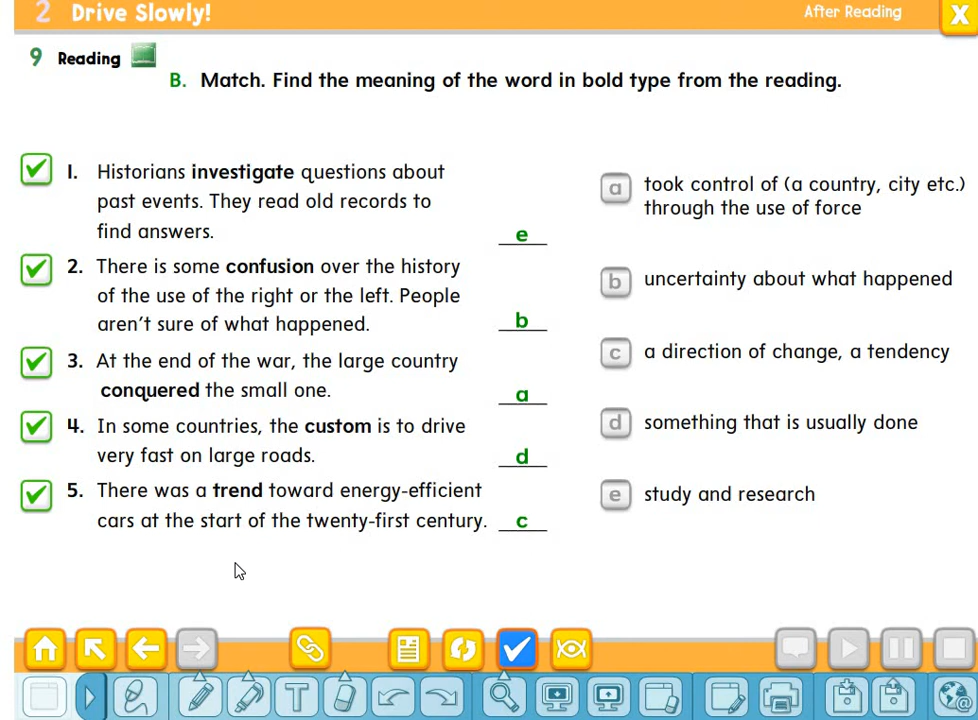 2 Drive Slowly!
After Reading
X
9 Reading
B. Match. Find the meaning of the word in bold type from the reading.
1. Historians investigate questions about
past events. They read old records to
find answers.
e
2. There is some confusion over the history
of the use of the right or the left. People
aren't sure of what happened.
b
3. At the end of the war, the large country
conquered the small one.
a
4. In some countries, the custom is to drive
very fast on large roads.
d
5. There was a trend toward energy-efficient
cars at the start of the twenty-first century.
c
a took control of (a country, city etc.)
through the use of force
b uncertainty about what happened
c a direction of change, a tendency
d something that is usually done
e study and research
T
@